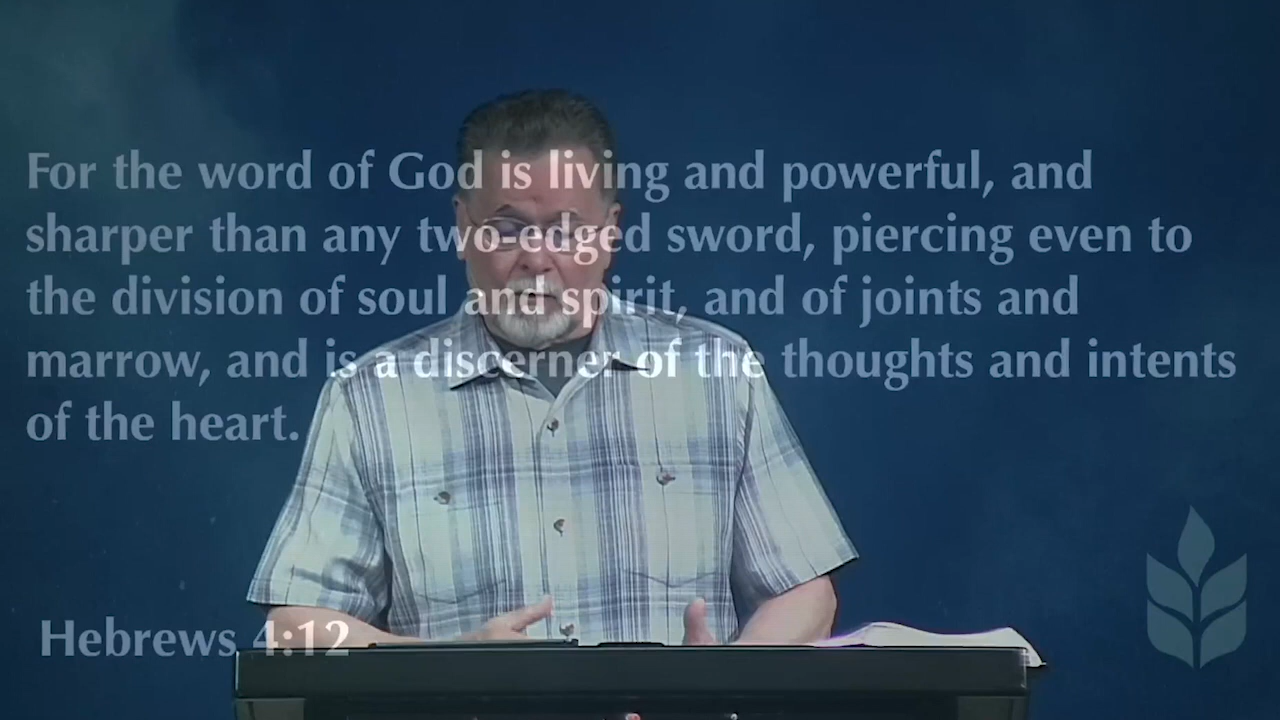 For the word of God is living and powerful, and
sharper than any two-edged sword, piercing even to
the division of soul and spirit, and of joints and
marrow, and is a discerner of the thoughts and intents
of the heart.
Hebrews 4:12